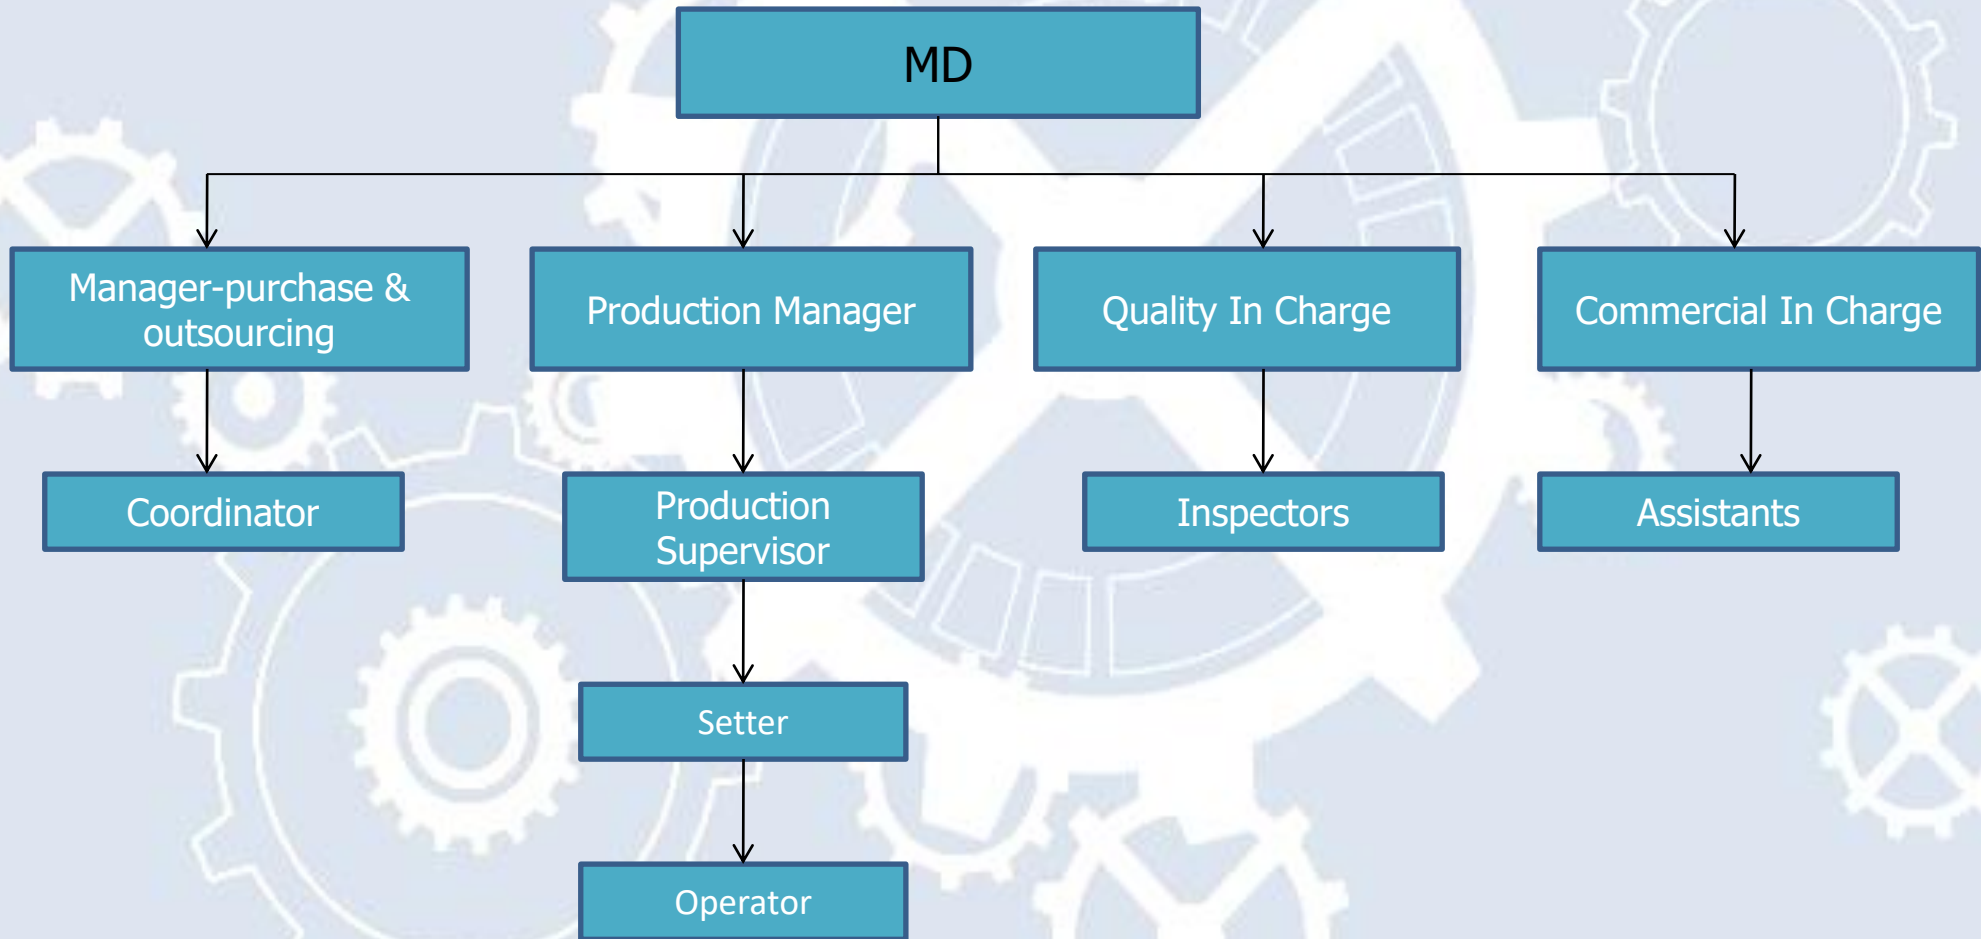 MD
Manager-purchase &
outsourcing
Production Manager
Quality In Charge
Commercial In Charge
Coordinator
Production
Supervisor
Inspectors
Assistants
Setter
Operator